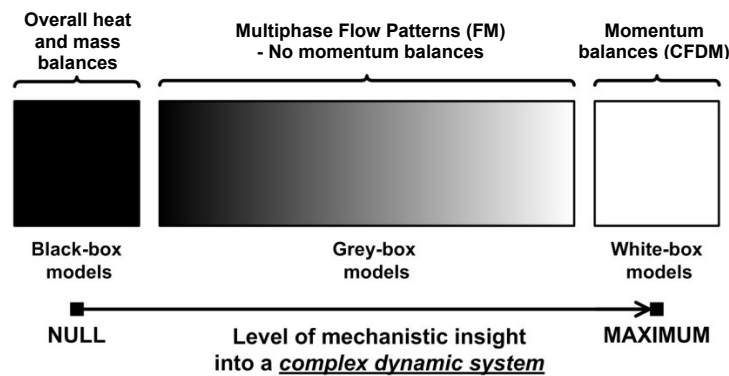 Overall heat
and mass
balances
Multiphase Flow Patterns (FM)
- No momentum balances
Momentum
balances (CFDM)
Black-box
models
Grey-box
models
White-box
models
NULL
Level of mechanistic insight
into a complex dynamic system
MAXIMUM